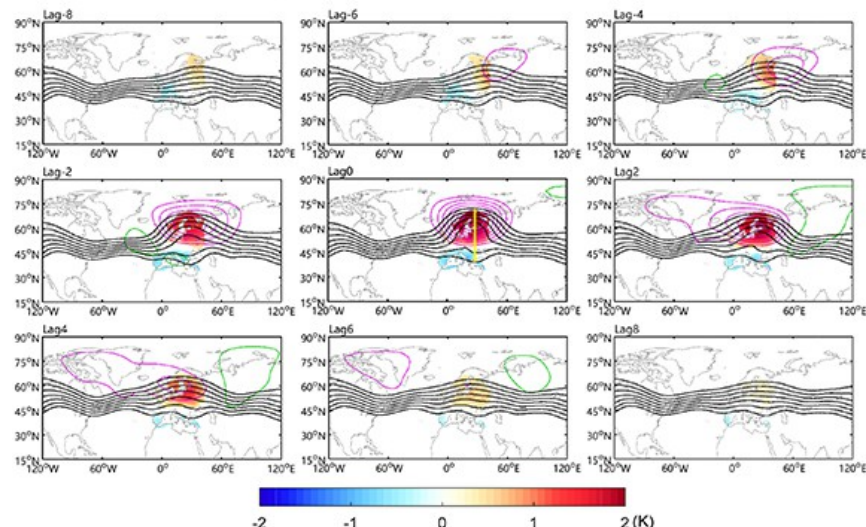 Lag-8 Lag-6 Lag-4
90°N 90°N 90°N
75°N 75°N 75°N
60°N 60°N 60°N
45°N 45°N 45°N
30°N 30°N 30°N
15°N 15°N 15°N
120°W 60°W 0° 60°E 120°E 120°W 60°W 0° 60°E 120°E 120°W 60°W 0° 60°E 120°E
Lag-2 Lag0 Lag2
90°N 90°N 90°N
75°N 75°N 75°N
60°N 60°N 60°N
45°N 45°N 45°N
30°N 30°N 30°N
15°N 15°N 15°N
120°W 60°W 0° 60°E 120°E 120°W 60°W 0° 60°E 120°E 120°W 60°W 0° 60°E 120°E
Lag4 Lag6 Lag8
90°N 90°N 90°N
75°N 75°N 75°N
60°N 60°N 60°N
45°N 45°N 45°N
30°N 30°N 30°N
15°N 15°N 15°N
120°W 60°W 0° 60°E 120°E 120°W 60°W 0° 60°E 120°E 120°W 60°W 0° 60°E 120°E
-2 -1 0 1 2 (K)